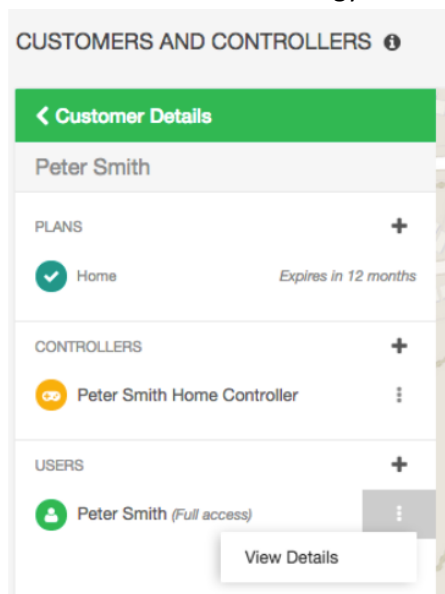 CUSTOMERS AND CONTROLLERS
Customer Details
Peter Smith
PLANS
Home Expires in 12 months
CONTROLLERS
Peter Smith Home Controller
USERS
Peter Smith (Full access)
View Details